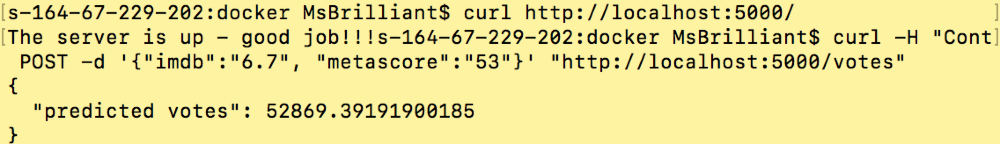 [s-164-67-229-202:docker MsBrilliant$ curl http://localhost:5000/ ]
[The server is up - good job!!!s-164-67-229-202:docker MsBrilliant$ curl -H "Cont]
POST -d '{"imdb":"6.7", "metascore":"53"}' "http://localhost:5000/votes"
{
"predicted votes": 52869.39191900185
}